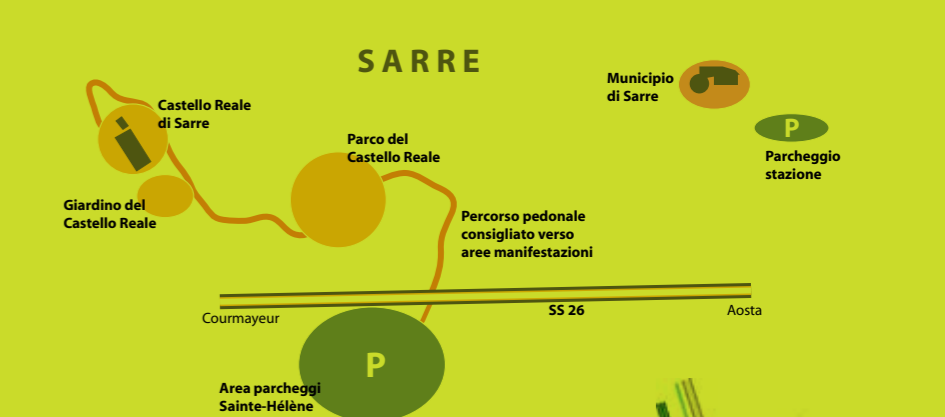 SARRE
Municipio
di Sarre
Castello Reale
di Sarre
P
Parco del
Castello Reale
Parcheggio
stazione
Giardino del
Castello Reale
Percorso pedonale
consigliato verso
aree manifestazioni
SS 26
Courmayeur
Aosta
P
Area parcheggi
Sainte-Hélène